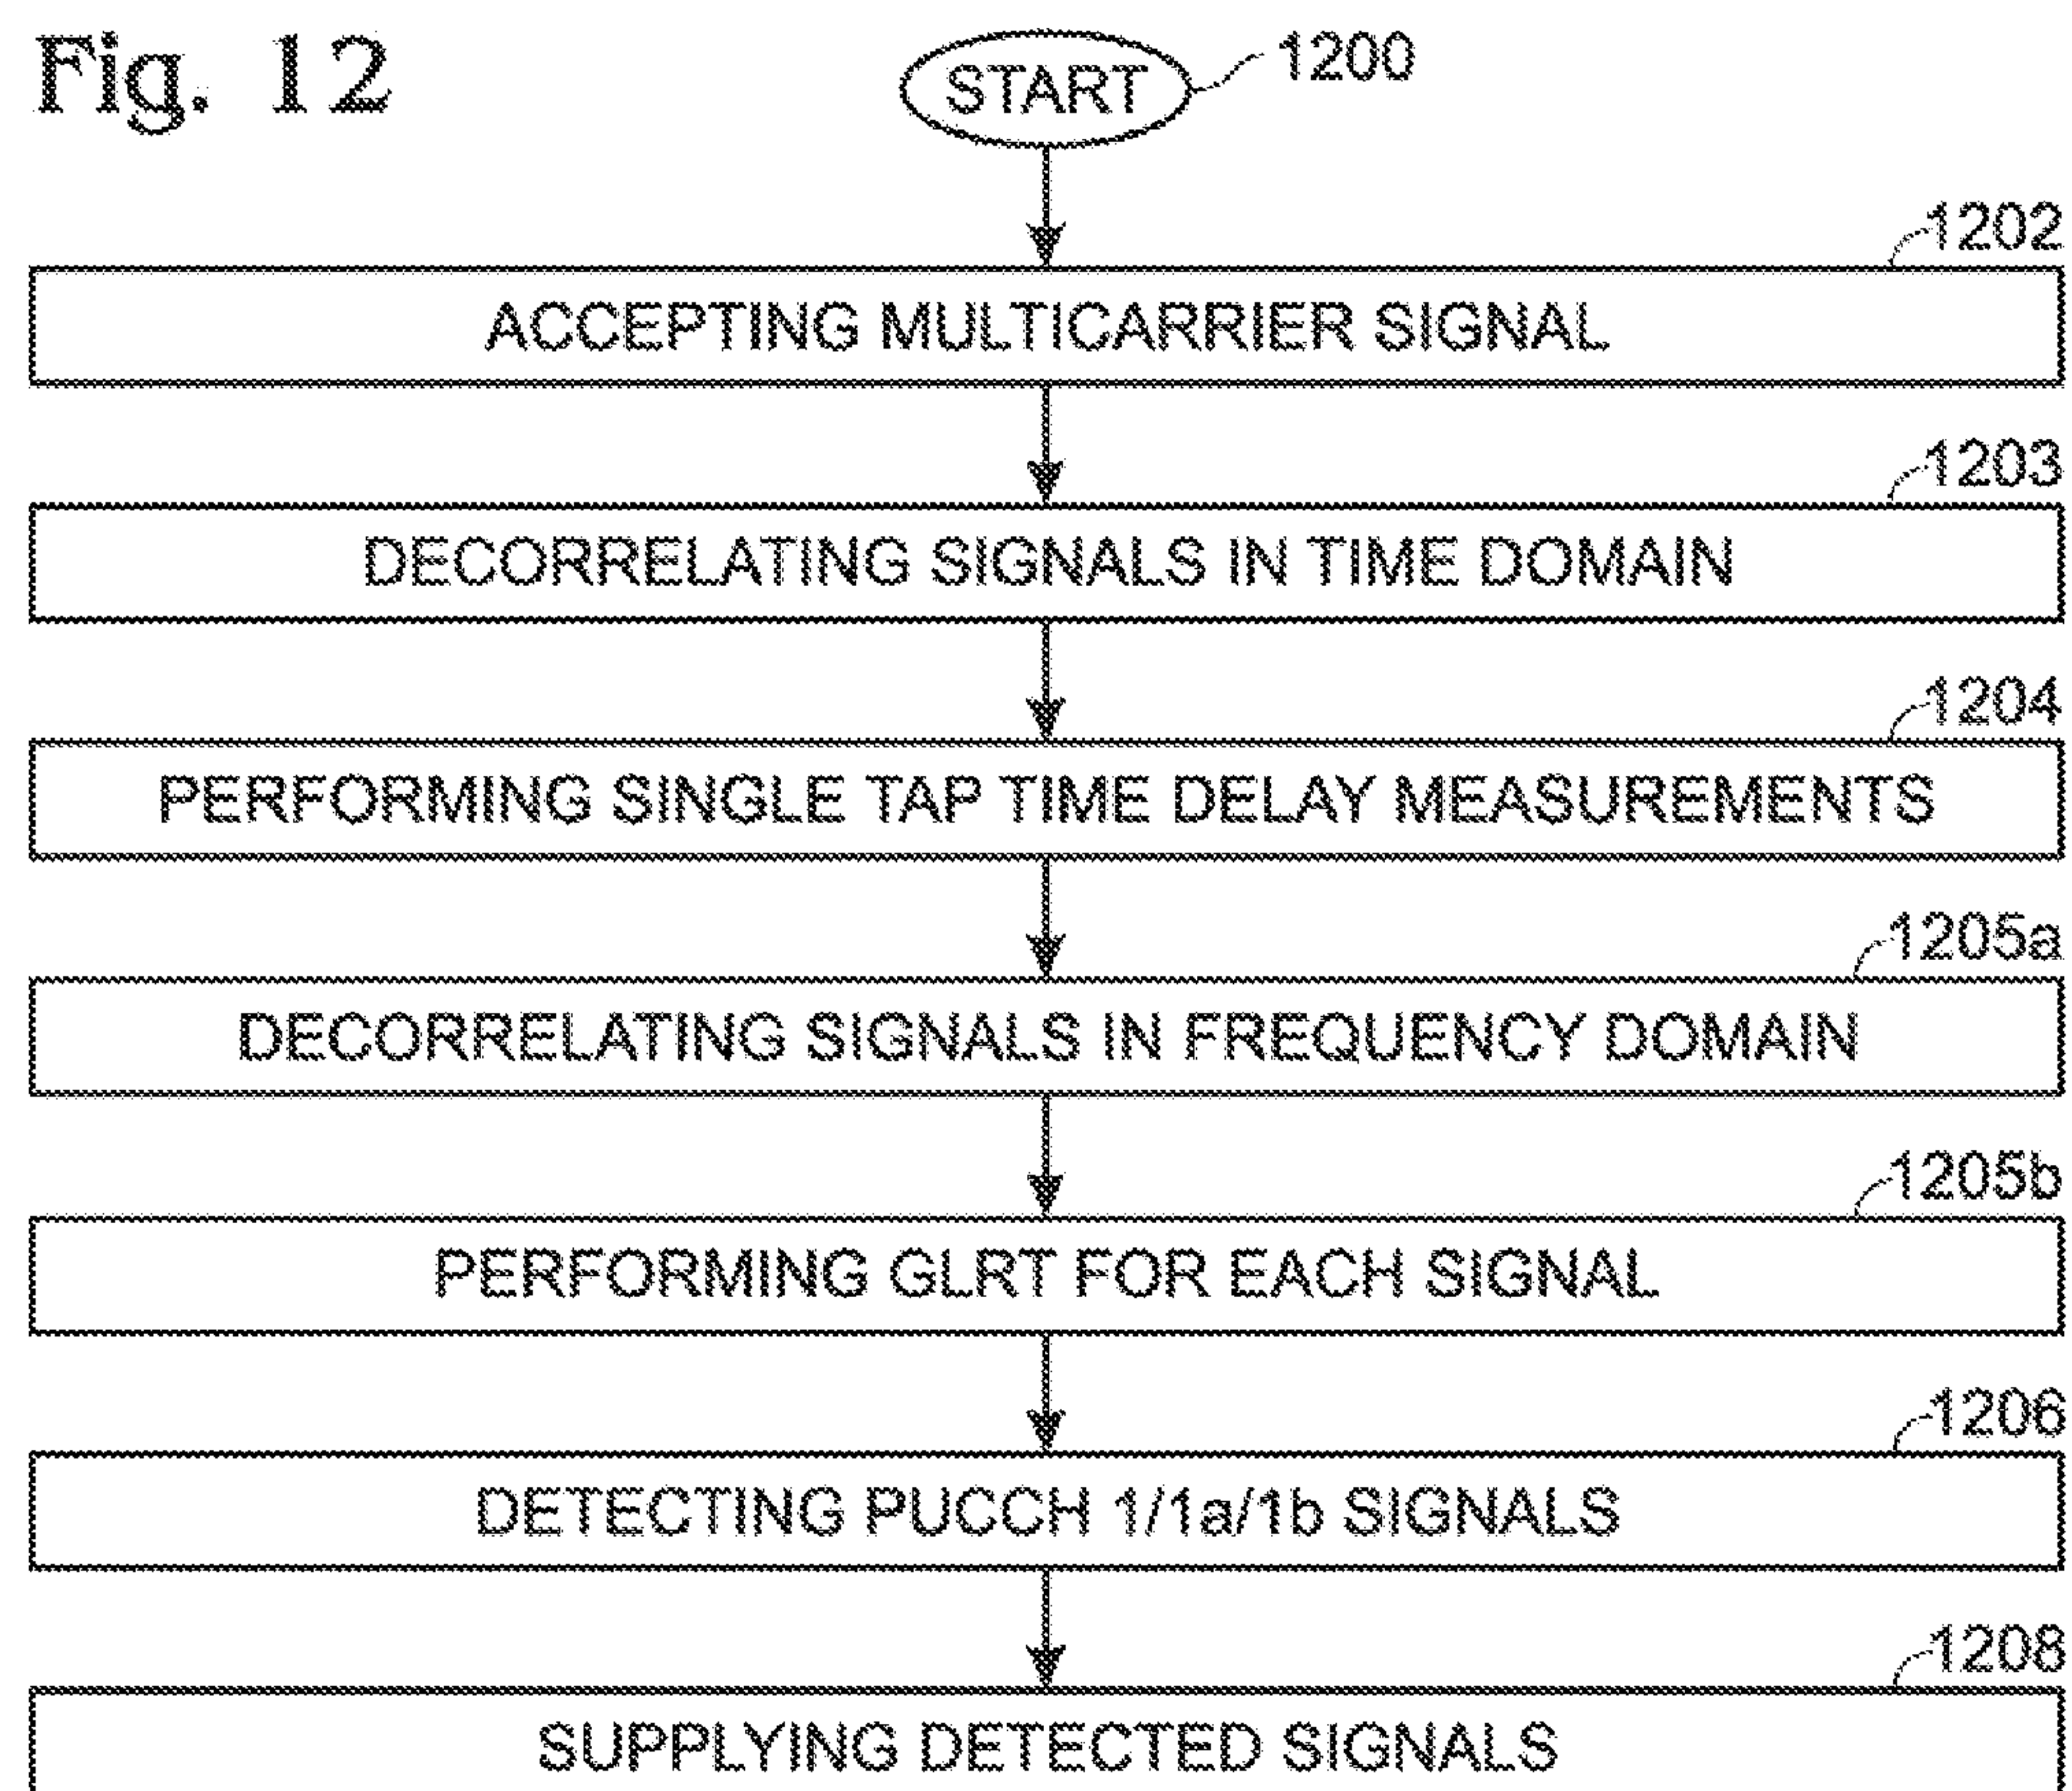 Fig. 12
START 1200
1202
ACCEPTING MULTICARRIER SIGNAL
1203
DECORRELATING SIGNALS IN TIME DOMAIN
1204
PERFORMING SINGLE TAP TIME DELAY MEASUREMENTS
1205a
DECORRELATING SIGNALS IN FREQUENCY DOMAIN
1205b
PERFORMING GLRT FOR EACH SIGNAL
1206
DETECTING PUCCH 1/1a/1b SIGNALS
1208
SUPPLYING DETECTED SIGNALS